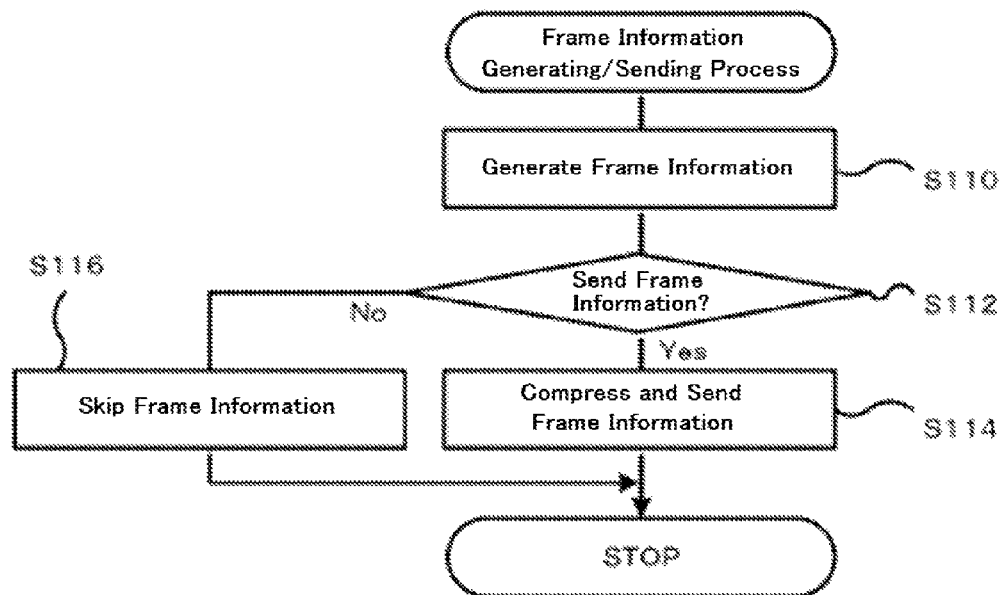 Frame Information
Generating/Sending Process
Generate Frame Information
S110
S116
Send Frame
Information?
S112
No
Yes
Skip Frame Information
Compress and Send
Frame Information
S114
STOP